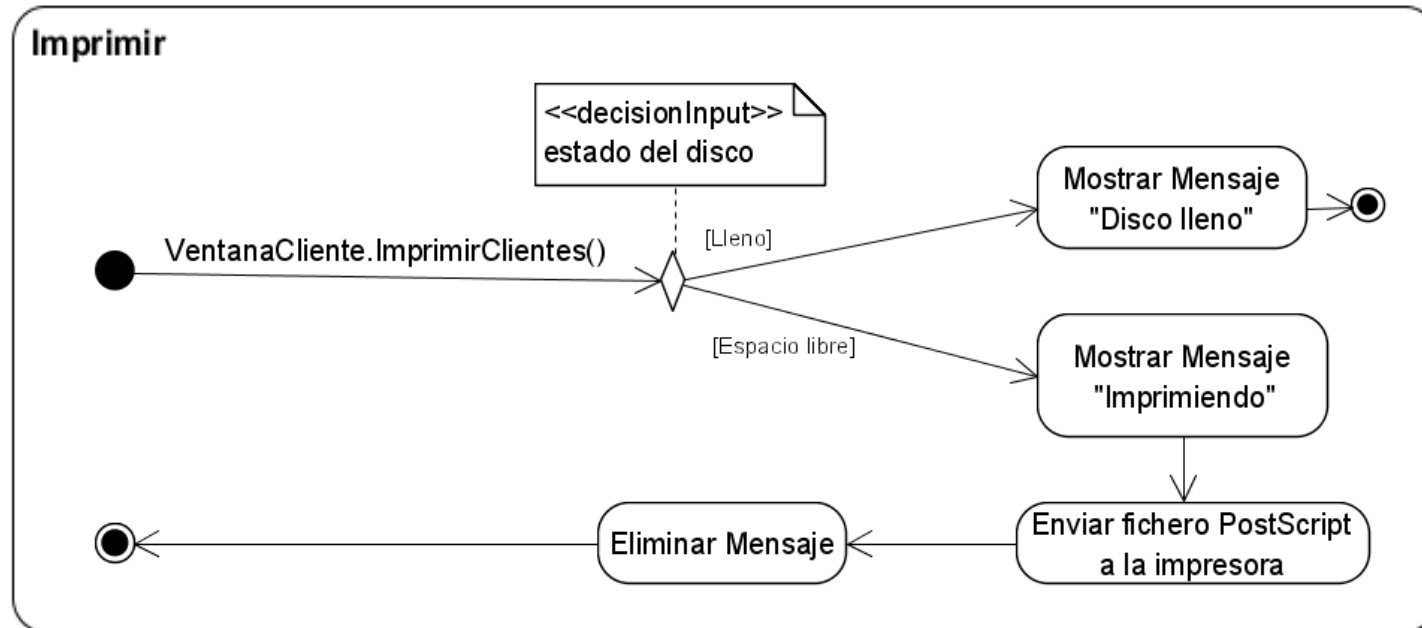 Imprimir
<<decisionInput>>
estado del disco
Mostrar Mensaje
"Disco lleno"
VentanaCliente.ImprimirClientes()
[Lleno]
[Espacio libre]
Mostrar Mensaje
"Imprimiendo"
Enviar fichero PostScript
a la impresora
Eliminar Mensaje